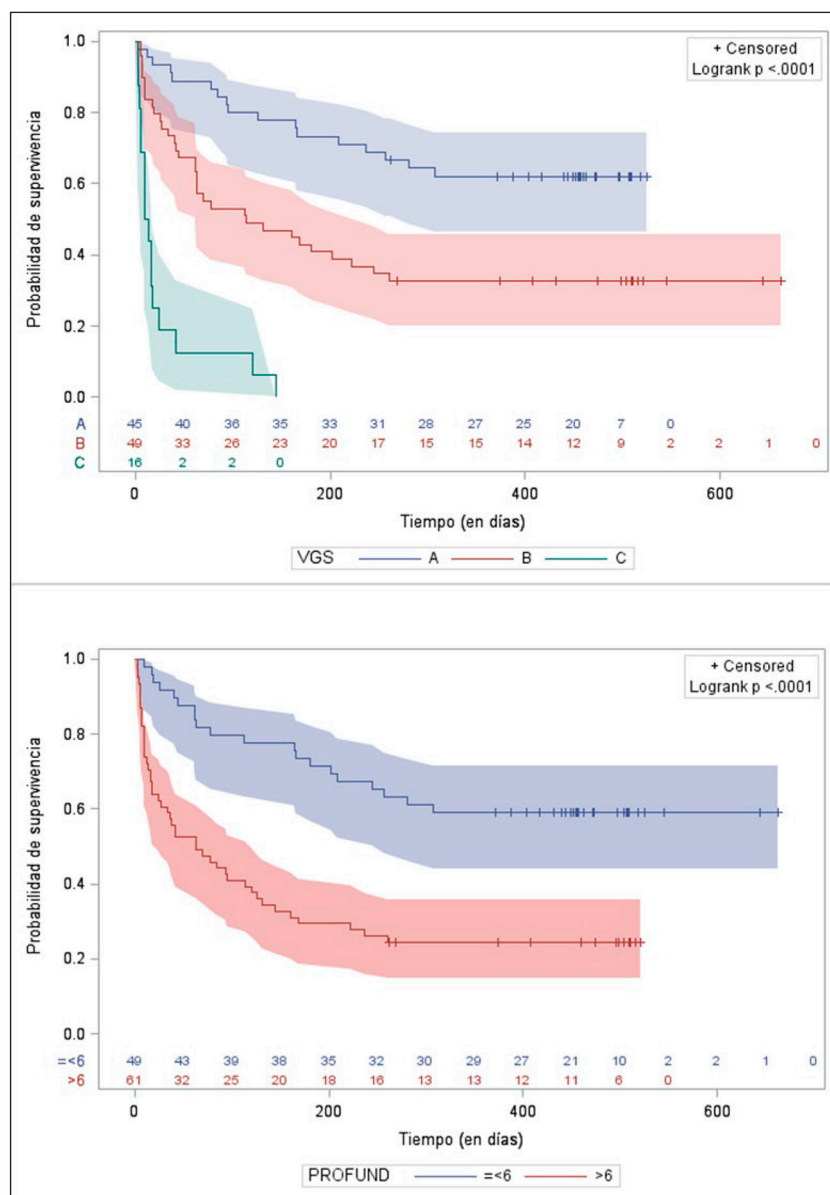 1.0
+ Censored
Logrank p <.0001
0.8
0.6
0.4
0.2
0.0
Probabilidad de supervivencia
A 45 40 36 35 33 31 28 27 25 20 7 0
B 49 33 26 23 20 17 15 15 14 12 9 2 2 1 0
C 16 2 2 0
0 200 400 600
Tiempo (en días)
VGS A B C
1.0
+ Censored
Logrank p <.0001
0.8
0.6
0.4
0.2
0.0
Probabilidad de supervivencia
=<6 49 43 39 38 35 32 30 29 27 21 10 2 2 1 0
>6 61 32 25 20 18 16 13 13 12 11 6 0
0 200 400 600
Tiempo (en días)
PROFUND =<6 >6